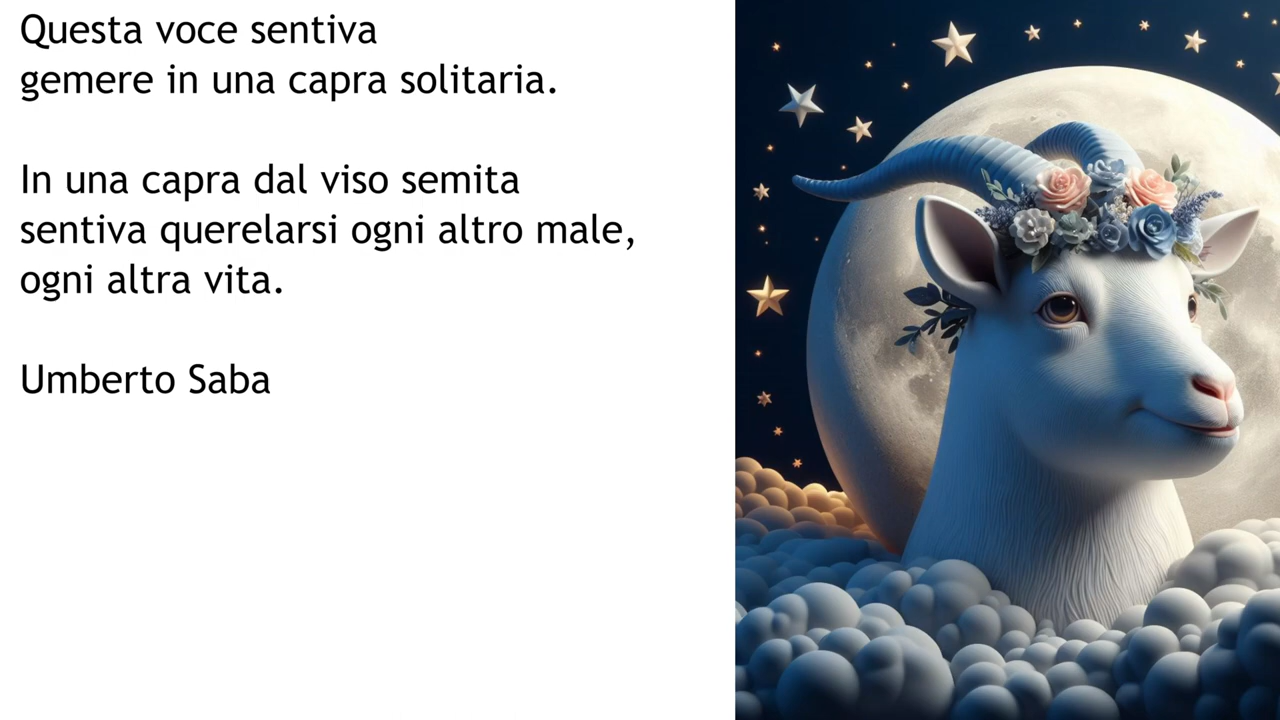 Questa voce sentiva
gemere in una capra solitaria.
In una capra dal viso semita
sentiva querelarsi ogni altro male,
ogni altra vita.
Umberto Saba